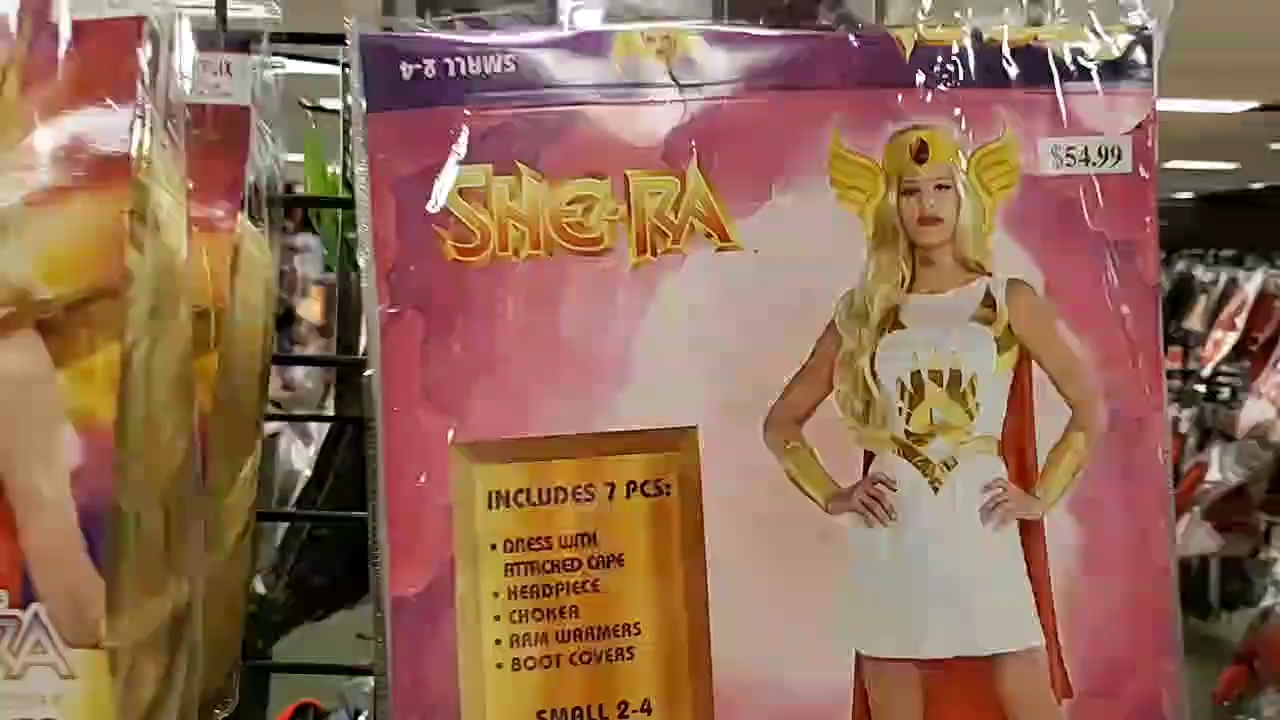 SMALL 2-4
$54.99
SHE-RA
INCLUDES 7 PCS:
• DRESS WITH
ATTACHED CAPE
• HEADPIECE
• CHOKER
• ARM WARMERS
• BOOT COVERS
SMALL 2-4
RA